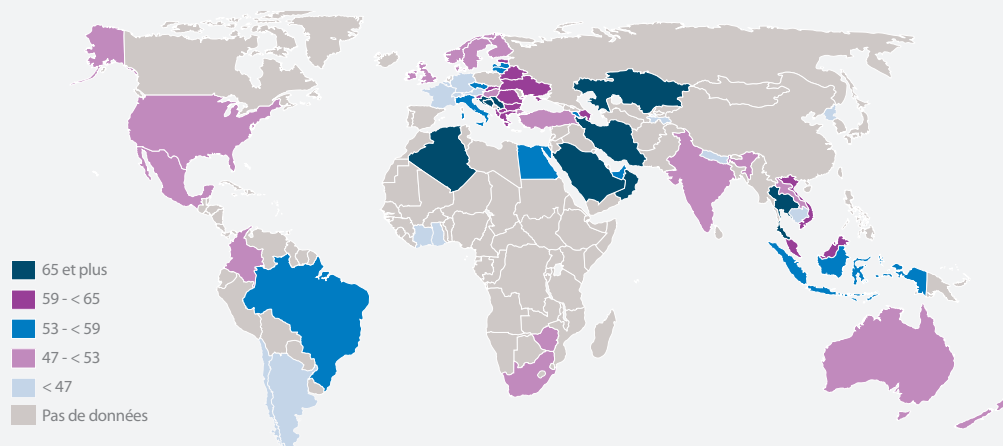 65 et plus
59 - < 65
53 - < 59
47 - < 53
< 47
Pas de données